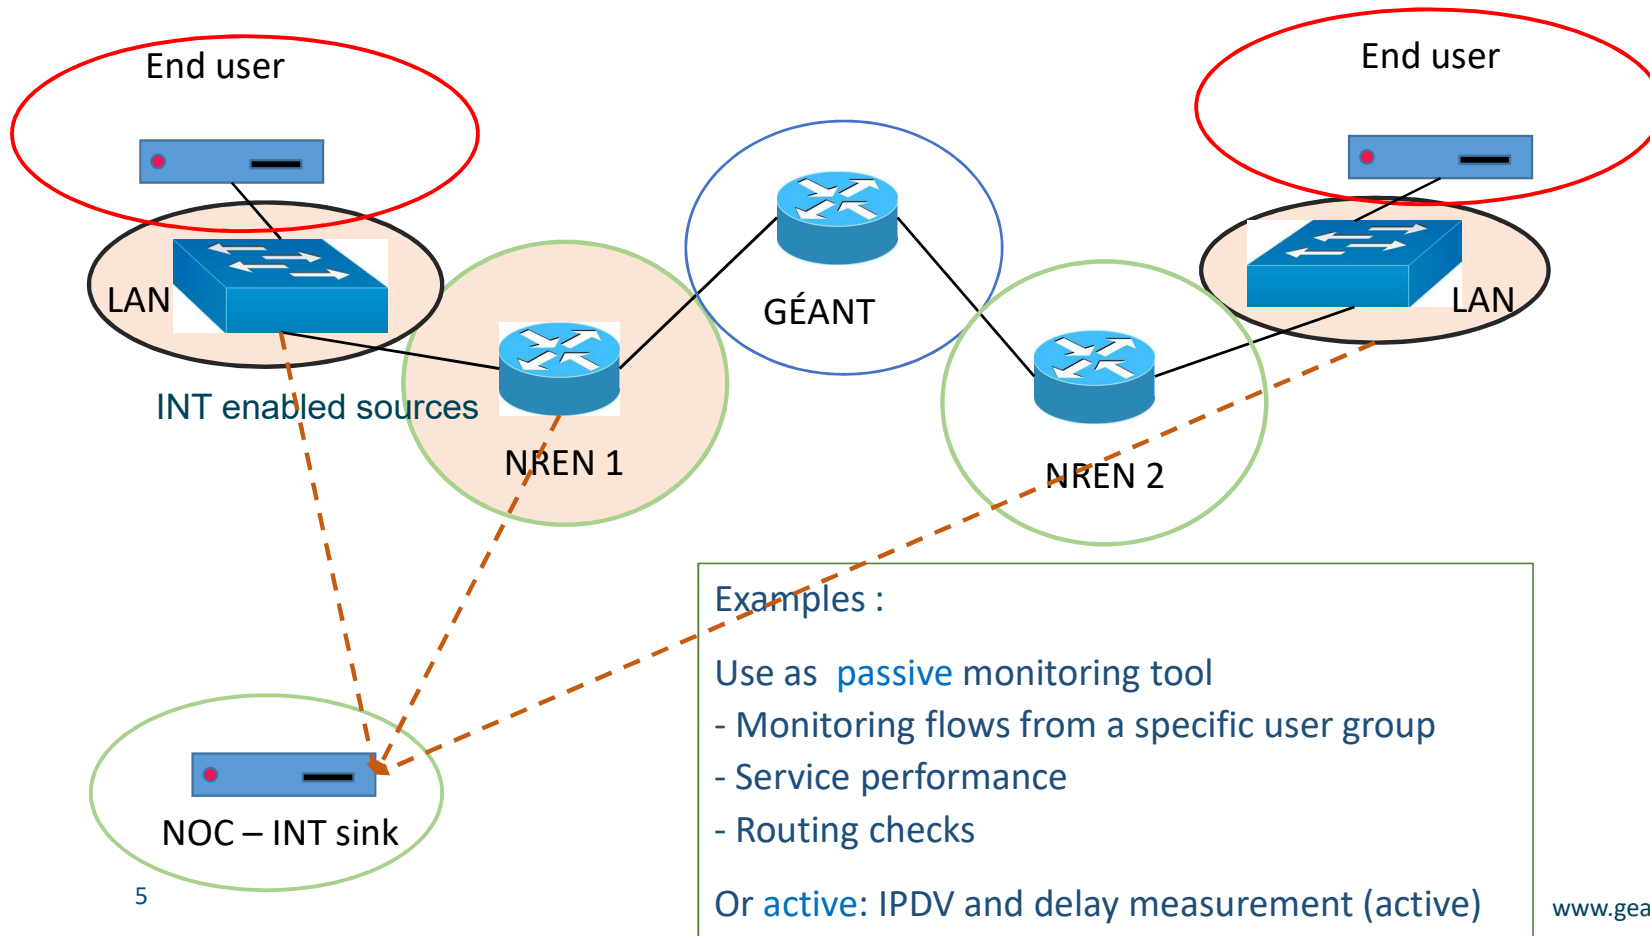 End user
End user
LAN
GÉANT
LAN
INT enabled sources
NREN 1
NREN 2
Examples :
Use as passive monitoring tool
- Monitoring flows from a specific user group
- Service performance
- Routing checks
Or active: IPDV and delay measurement (active)
NOC – INT sink
5
www.gea